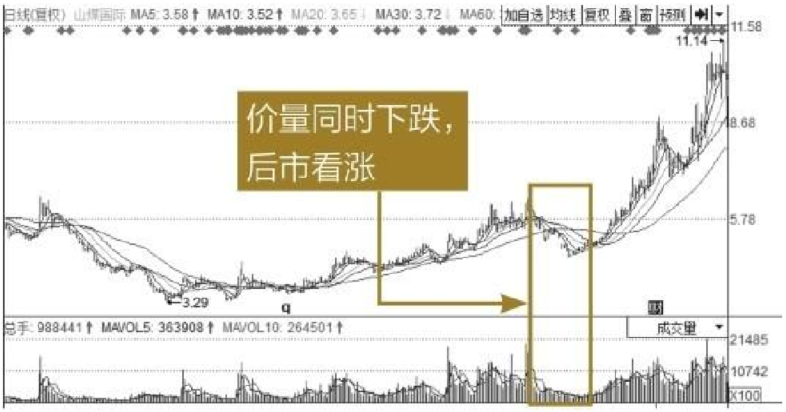 日线(复权) 山煤国际 MA5: 3.58↑ MA10: 3.52↑ MA20: 3.65↓ MA30: 3.72↓ MA60: 加自选 均线 复权 叠 窗 预测
11.58
11.14
8.68
价量同时下跌，
后市看涨
5.78
3.29
q
总手: 988441↑ MAVOL5: 363908↑ MAVOL10: 264501↑ 成交量
21485
10742
X100